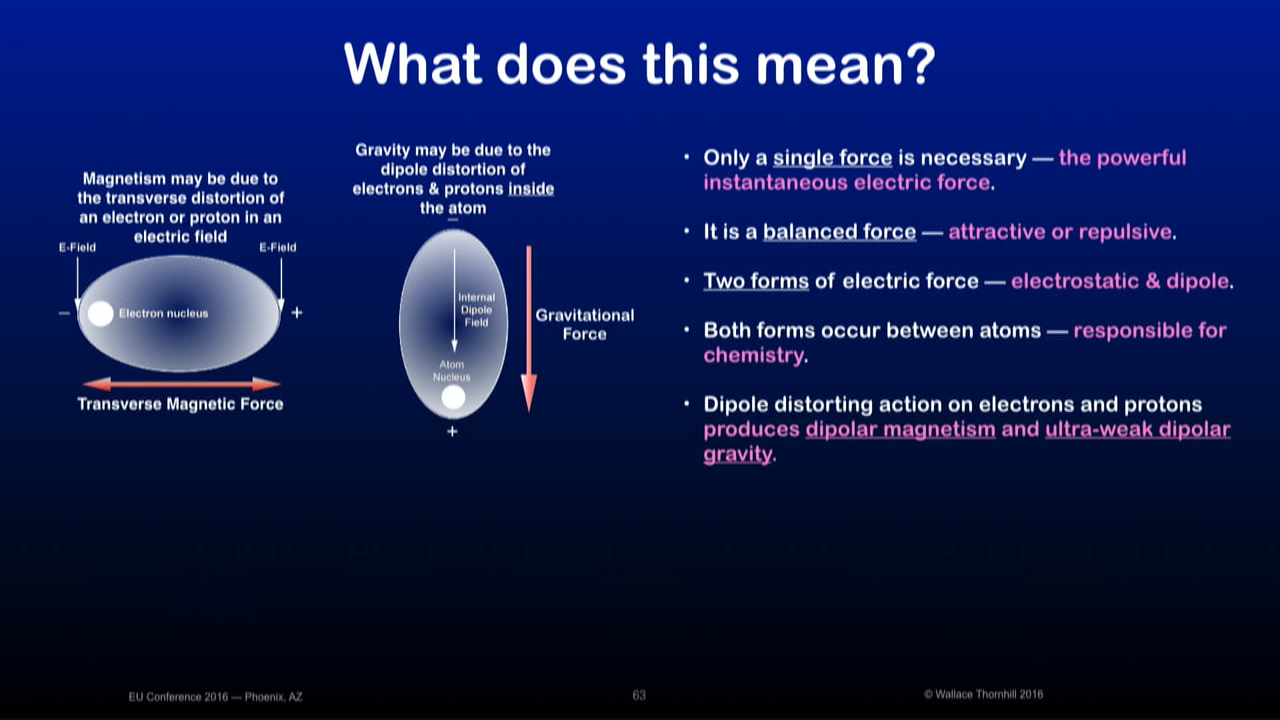 What does this mean?
Magnetism may be due to
the transverse distortion of
an electron or proton in an
electric field
E-Field
E-Field
–
Electron nucleus
+
Transverse Magnetic Force
Gravity may be due to the
dipole distortion of
electrons & protons inside
the atom
–
Internal
Dipole
Field
Atom
Nucleus
+
Gravitational
Force
• Only a single force is necessary — the powerful
instantaneous electric force.
• It is a balanced force — attractive or repulsive.
• Two forms of electric force — electrostatic & dipole.
• Both forms occur between atoms — responsible for
chemistry.
• Dipole distorting action on electrons and protons
produces dipolar magnetism and ultra-weak dipolar
gravity.
EU Conference 2016 — Phoenix, AZ
63
© Wallace Thornhill 2016